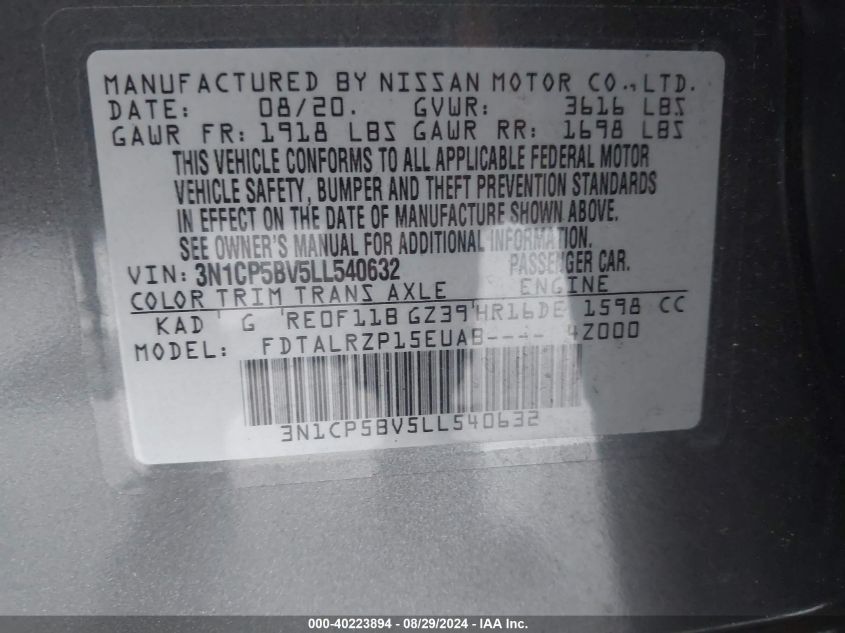 MANUFACTURED BY NISSAN MOTOR CO.,LTD.
DATE: 08/20. GVWR: 3616 LBS
GAWR FR: 1918 LBS GAWR RR: 1698 LBS
THIS VEHICLE CONFORMS TO ALL APPLICABLE FEDERAL MOTOR
VEHICLE SAFETY, BUMPER AND THEFT PREVENTION STANDARDS
IN EFFECT ON THE DATE OF MANUFACTURE SHOWN ABOVE.
SEE OWNER'S MANUAL FOR ADDITIONAL INFORMATION.
VIN: 3N1CP5BV5LL540632 PASSENGER CAR.
COLOR TRIM TRANS AXLE ENGINE
KAD G RE0F11B GZ39 HR16DE 1598 CC
MODEL: FDTALRZP15EUAB---- 4Z000
3N1CP5BV5LL540632
000-40223894 - 08/29/2024 - IAA Inc.